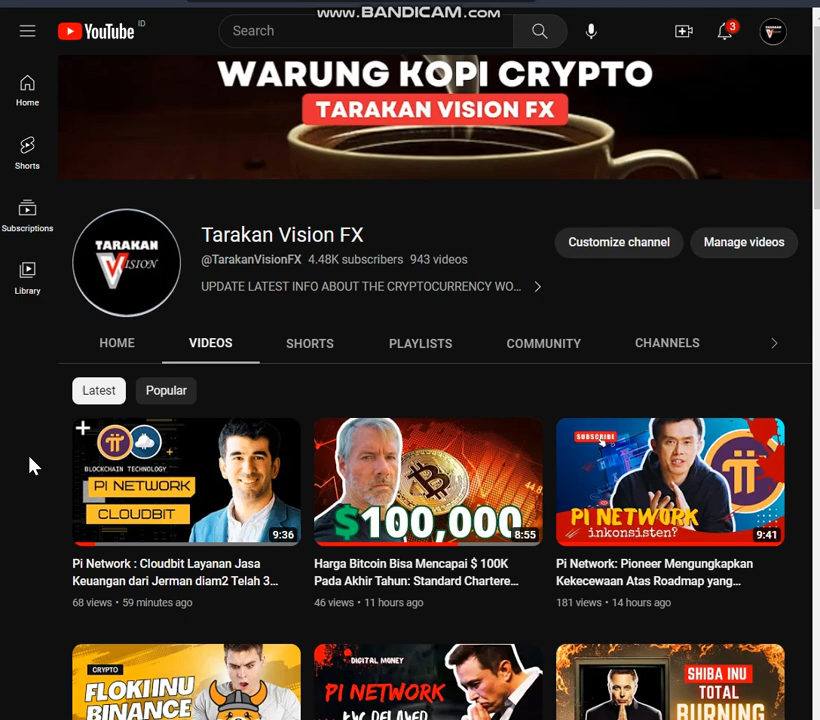 www.BANDICAM.com
YouTube ID
Search
3
WARUNG KOPI CRYPTO
TARAKAN VISION FX
Home
Shorts
Subscriptions
Library
TARAKAN
VISION
Tarakan Vision FX
@TarakanVisionFX 4.48K subscribers 943 videos
UPDATE LATEST INFO ABOUT THE CRYPTOCURRENCY WO...
Customize channel
Manage videos
HOME VIDEOS SHORTS PLAYLISTS COMMUNITY CHANNELS
Latest Popular
BLOCKCHAIN TECHNOLOGY
PI NETWORK
CLOUDBIT
9:36
$100,000
8:55
SUBSCRIBE
PI NETWORK
inkonsisten?
9:41
Pi Network : Cloudbit Layanan Jasa
Keuangan dari Jerman diam2 Telah 3...
68 views • 59 minutes ago
Harga Bitcoin Bisa Mencapai $ 100K
Pada Akhir Tahun: Standard Chartere...
46 views • 11 hours ago
Pi Network: Pioneer Mengungkapkan
Kekecewaan Atas Roadmap yang...
181 views • 14 hours ago
CRYPTO
FLOKI INU
BINANCE
DIGITAL MONEY
PI NETWORK
KYC DELAYED
SHIBA INU
TOTAL
BURNING